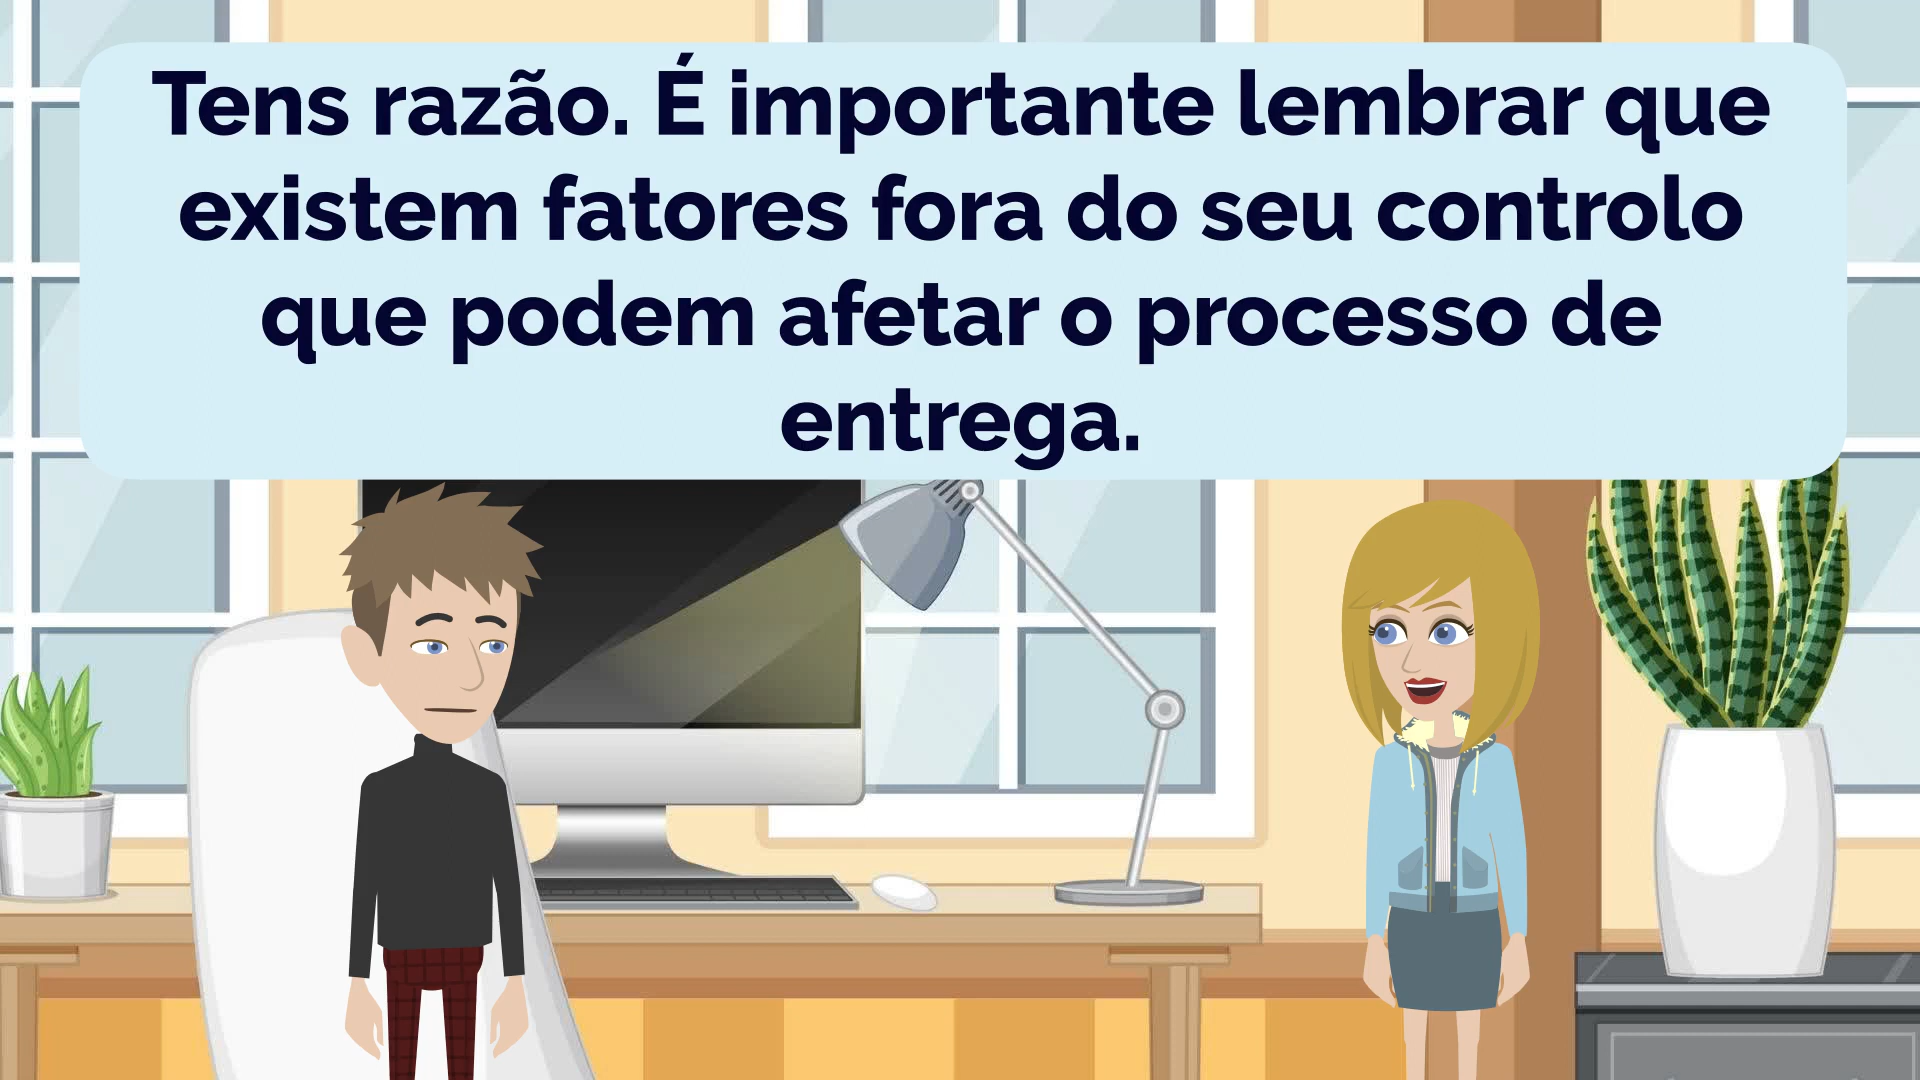 Tens razão. É importante lembrar que
existem fatores fora do seu controlo
que podem afetar o processo de
entrega.